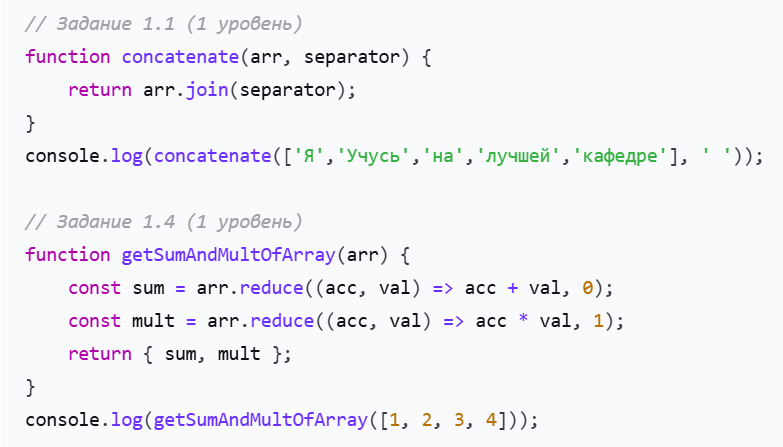 // Задание 1.1 (1 уровень)
function concatenate(arr, separator) {
    return arr.join(separator);
}
console.log(concatenate(['Я','Учусь','на','лучшей','кафедре'], ' '));

// Задание 1.4 (1 уровень)
function getSumAndMultOfArray(arr) {
    const sum = arr.reduce((acc, val) => acc + val, 0);
    const mult = arr.reduce((acc, val) => acc * val, 1);
    return { sum, mult };
}
console.log(getSumAndMultOfArray([1, 2, 3, 4]));